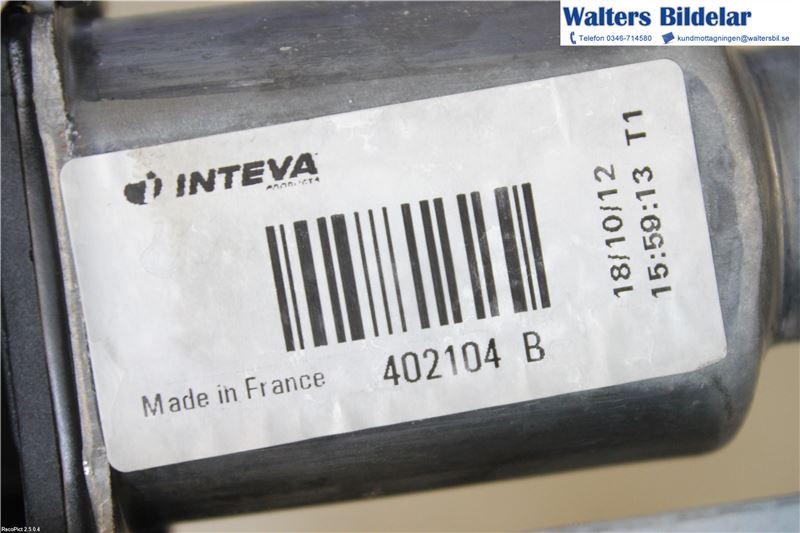 Walters Bildelar
Telefon 0346-714580 kundmottagningen@waltersbil.se
INTEVA
PRODUCTS
18/10/12
15:59:13 T1
Made in France 402104 B
RecoPict 2.5.0.4